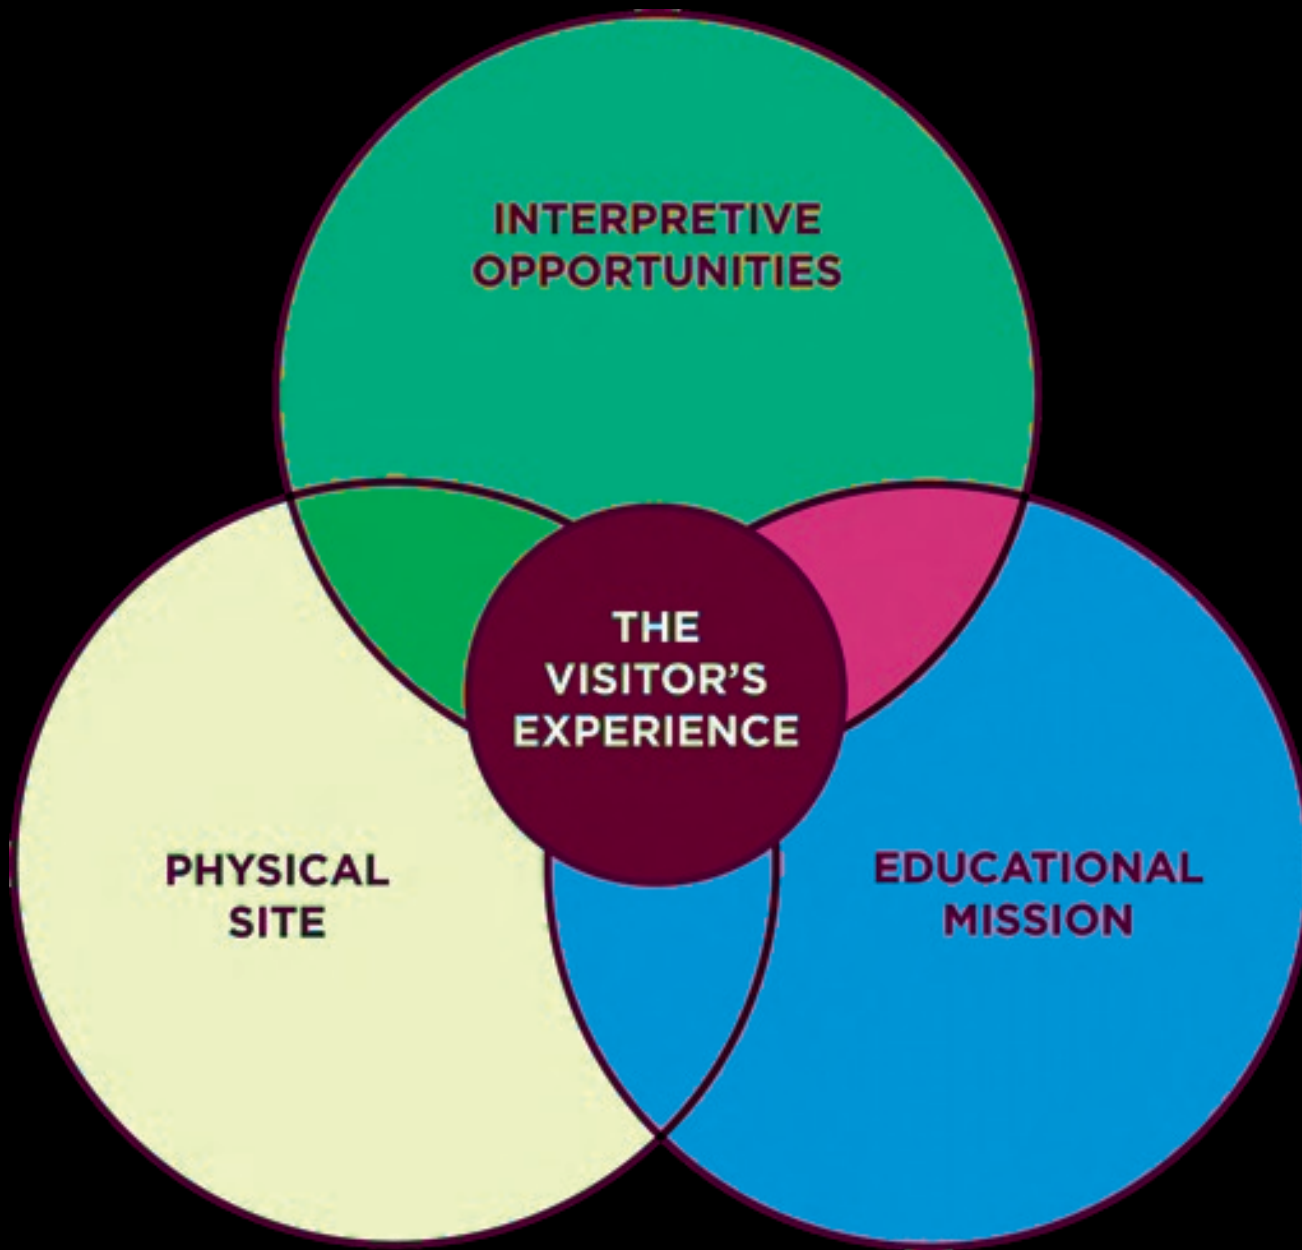 INTERPRETIVE
OPPORTUNITIES
THE
VISITOR’S
EXPERIENCE
PHYSICAL
SITE
EDUCATIONAL
MISSION